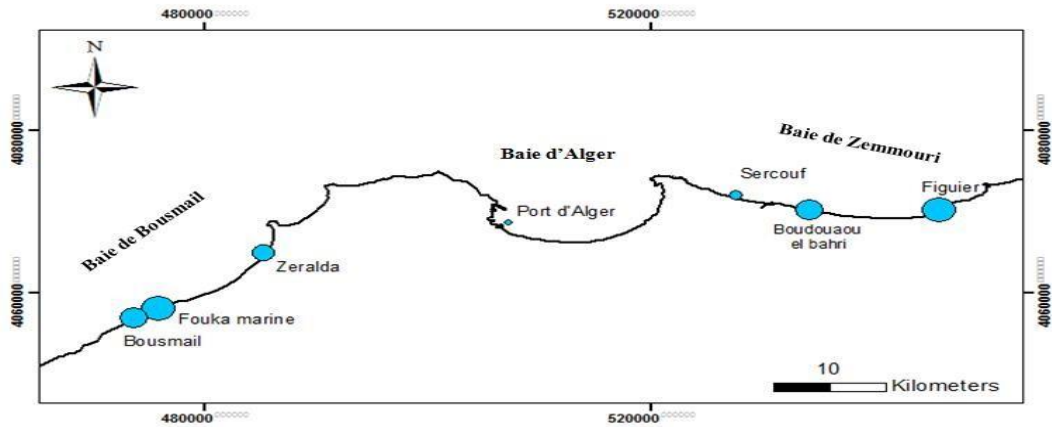 480000 520000
N
4080000 4080000
Baie de Zemmouri
Baie d'Alger
Sercouf
Figuier
Baie de Bousmail
Port d'Alger
Boudouaou
el bahri
Zeralda
4060000 4060000
Fouka marine
Bousmail
10
Kilometers
480000 520000